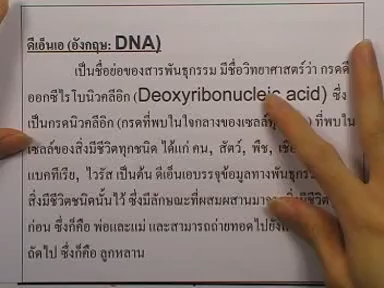 ดีเอ็นเอ (อังกฤษ: DNA)
เป็นชื่อย่อของสารพันธุกรรม มีชื่อวิทยาศาสตร์ว่า กรดดี
ออกซีไรโบนิวคลีอิก (Deoxyribonucleic acid) ซึ่ง
เป็นกรดนิวคลีอิก (กรดที่พบในใจกลางของเซลล์ ที่พบใน
เซลล์ของสิ่งมีชีวิตทุกชนิด ได้แก่ คน, สัตว์, พืช,
แบคทีเรีย, ไวรัส เป็นต้น ดีเอ็นเอบรรจุข้อมูลทางพันธุกรรม
สิ่งมีชีวิตชนิดนั้นไว้ ซึ่งมีลักษณะที่ผสมผสานมาจาก
ก่อน ซึ่งก็คือ พ่อและแม่ และสามารถถ่ายทอดไปยัง
ถัดไป ซึ่งก็คือ ลูกหลาน